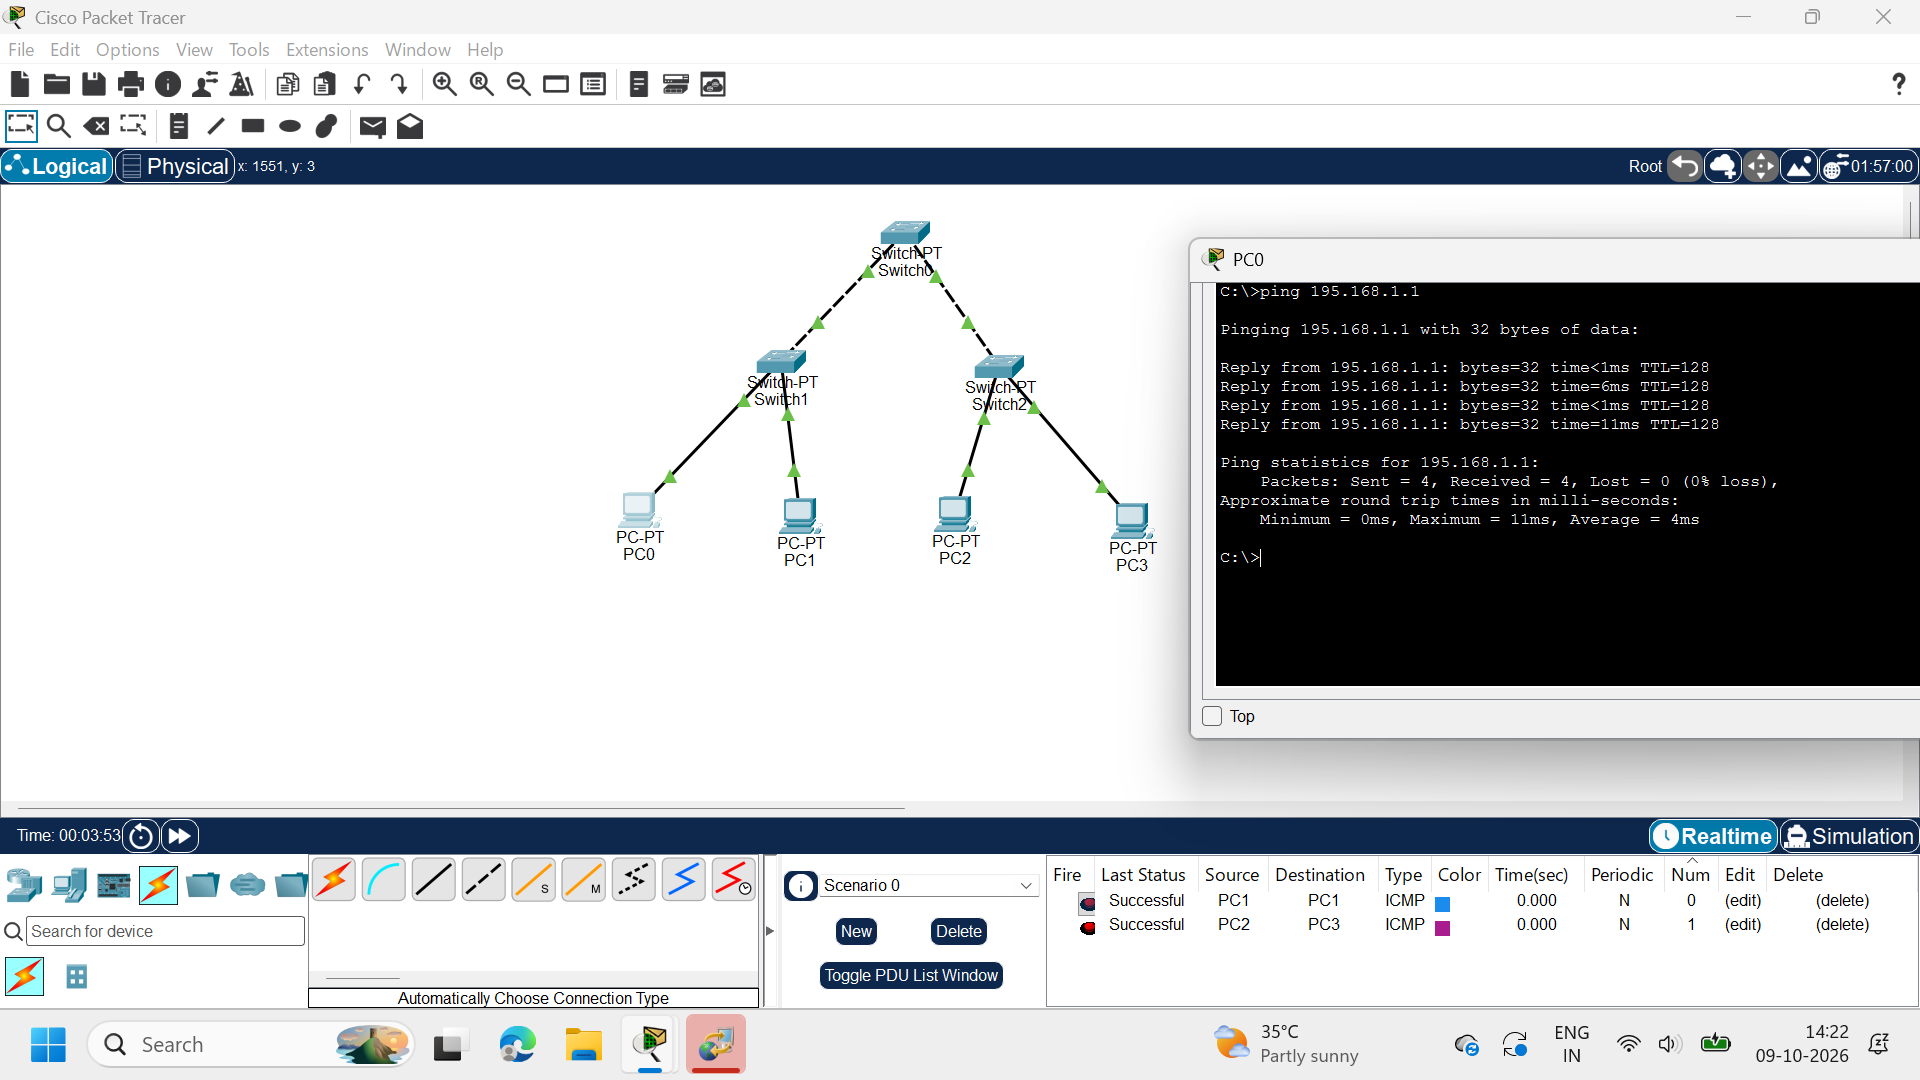 Cisco Packet Tracer
File Edit Options View Tools Extensions Window Help
Logical Physical x: 1551, y: 3 Root 01:57:00
Switch-PT
Switch0
Switch-PT
Switch1
Switch-PT
Switch2
PC-PT
PC0
PC-PT
PC1
PC-PT
PC2
PC-PT
PC3
PC0
C:\>ping 195.168.1.1
Pinging 195.168.1.1 with 32 bytes of data:
Reply from 195.168.1.1: bytes=32 time<1ms TTL=128
Reply from 195.168.1.1: bytes=32 time=6ms TTL=128
Reply from 195.168.1.1: bytes=32 time<1ms TTL=128
Reply from 195.168.1.1: bytes=32 time=11ms TTL=128
Ping statistics for 195.168.1.1:
Packets: Sent = 4, Received = 4, Lost = 0 (0% loss),
Approximate round trip times in milli-seconds:
Minimum = 0ms, Maximum = 11ms, Average = 4ms
C:\>
Top
Time: 00:03:53 Realtime Simulation
Search for device
S M
Automatically Choose Connection Type
Scenario 0
New Delete
Toggle PDU List Window
Fire Last Status Source Destination Type Color Time(sec) Periodic Num Edit Delete
Successful PC1 PC1 ICMP 0.000 N 0 (edit) (delete)
Successful PC2 PC3 ICMP 0.000 N 1 (edit) (delete)
Search
35°C
Partly sunny
ENG
IN
14:22
09-10-2026